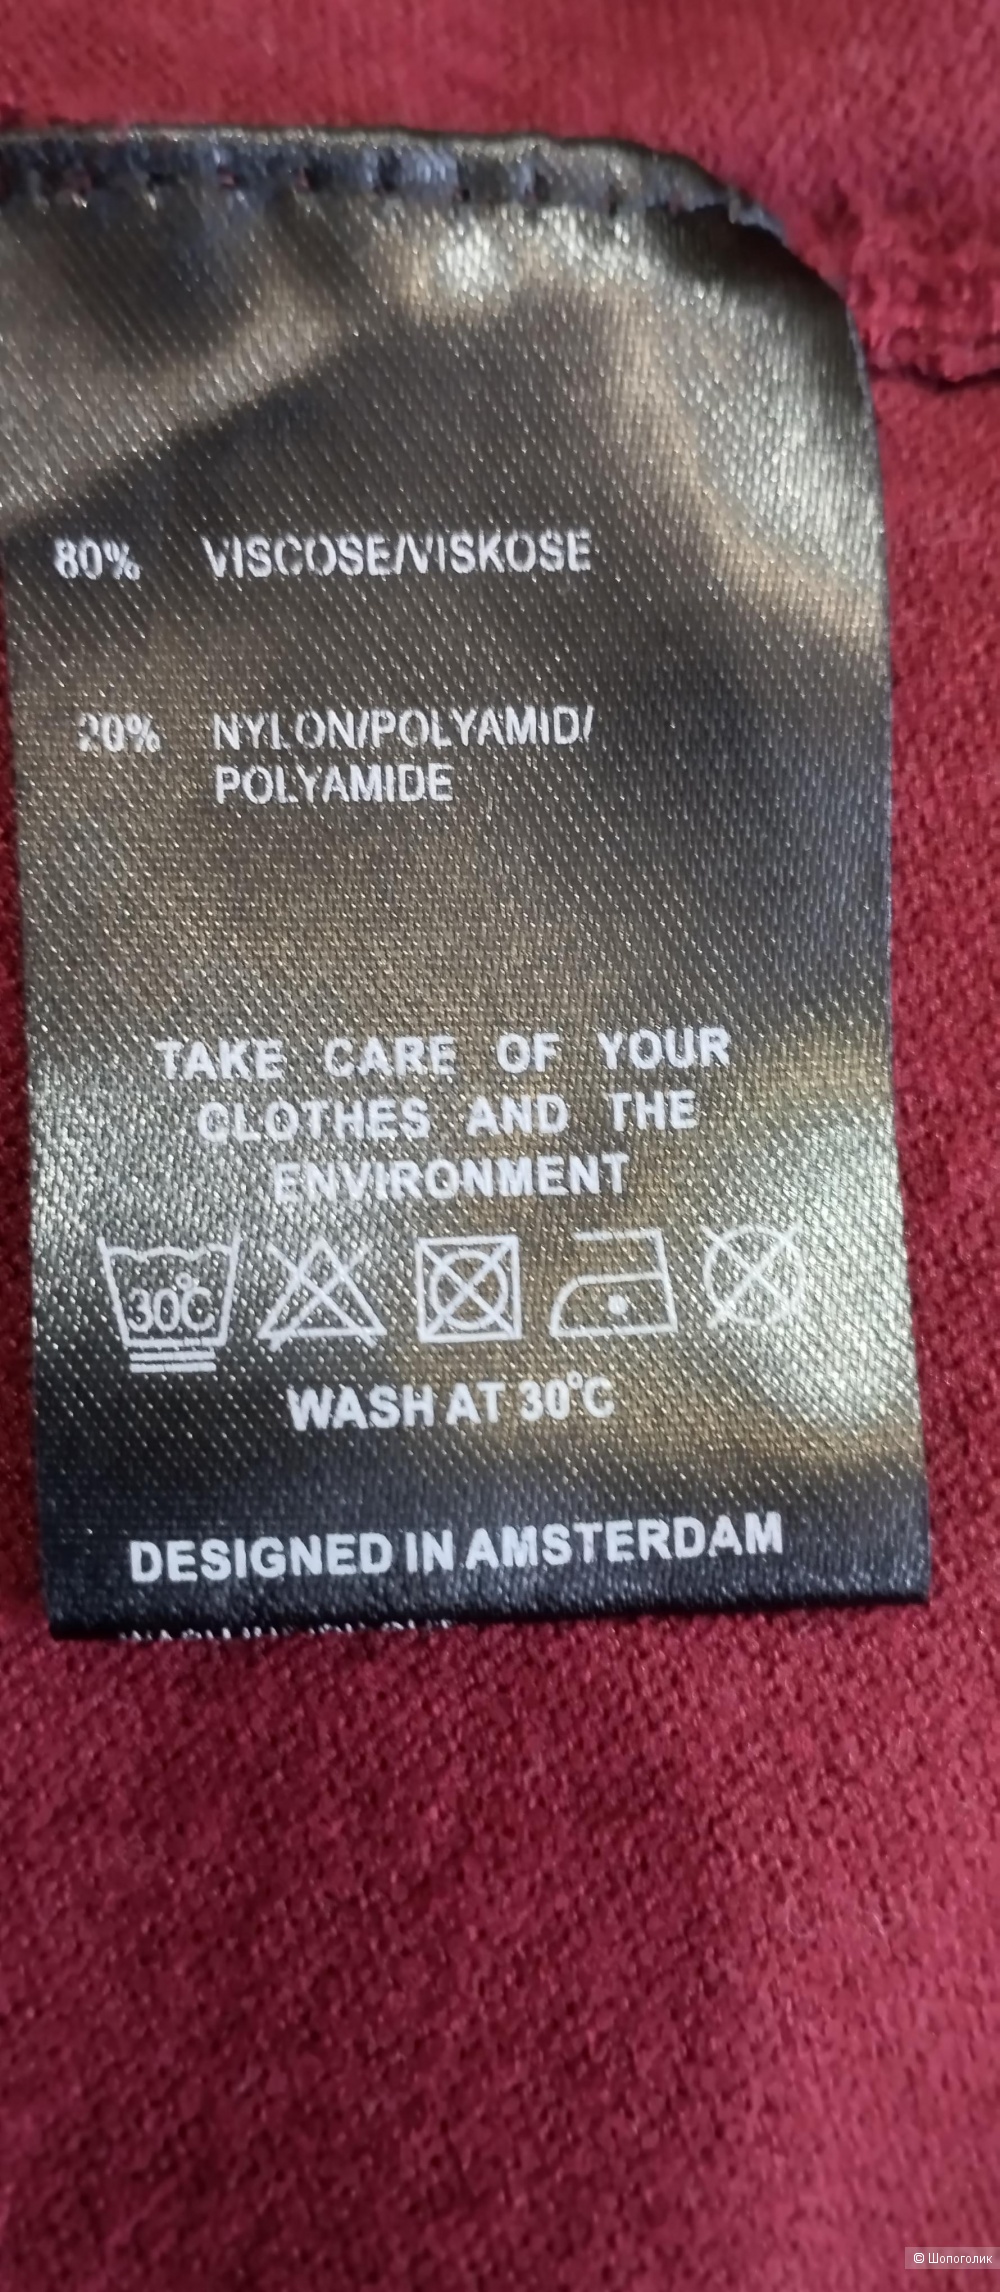 80% VISCOSE/VISKOSE
20% NYLON/POLYAMID/
POLYAMIDE
TAKE CARE OF YOUR
CLOTHES AND THE
ENVIRONMENT
30°C
WASH AT 30°C
DESIGNED IN AMSTERDAM
© Шопоголик